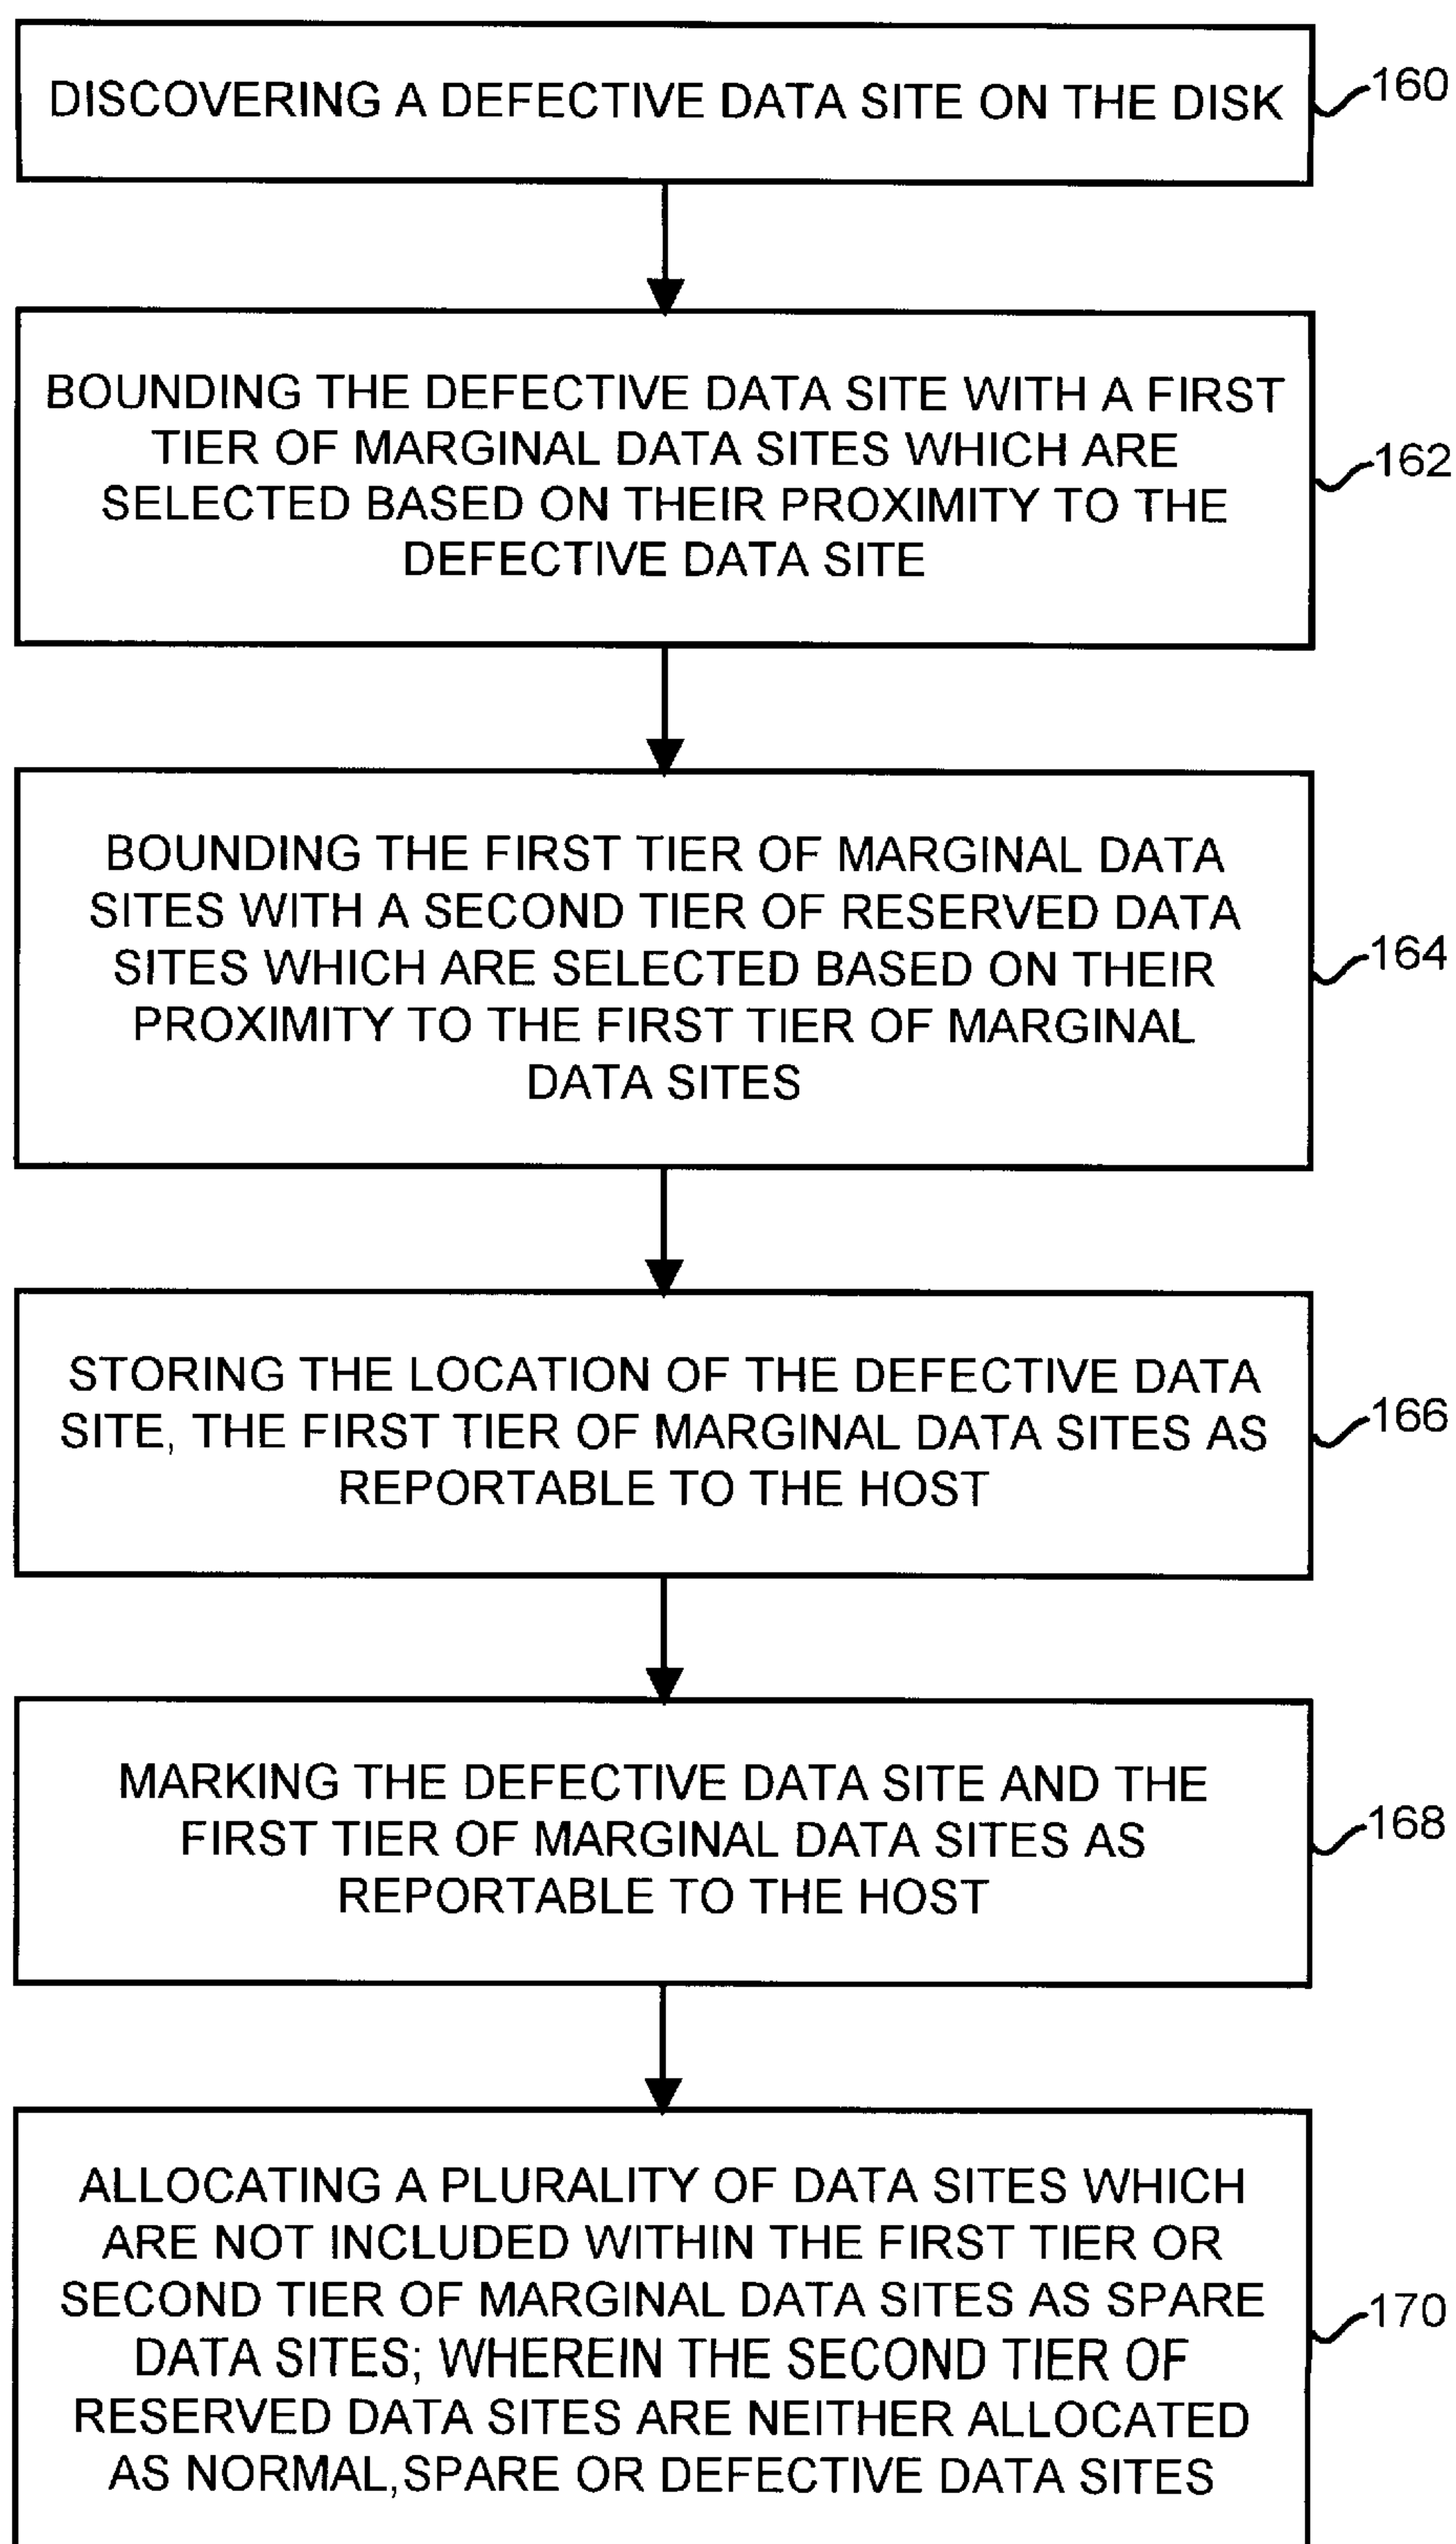 DISCOVERING A DEFECTIVE DATA SITE ON THE DISK
160
BOUNDING THE DEFECTIVE DATA SITE WITH A FIRST
TIER OF MARGINAL DATA SITES WHICH ARE
SELECTED BASED ON THEIR PROXIMITY TO THE
DEFECTIVE DATA SITE
162
BOUNDING THE FIRST TIER OF MARGINAL DATA
SITES WITH A SECOND TIER OF RESERVED DATA
SITES WHICH ARE SELECTED BASED ON THEIR
PROXIMITY TO THE FIRST TIER OF MARGINAL
DATA SITES
164
STORING THE LOCATION OF THE DEFECTIVE DATA
SITE, THE FIRST TIER OF MARGINAL DATA SITES AS
REPORTABLE TO THE HOST
166
MARKING THE DEFECTIVE DATA SITE AND THE
FIRST TIER OF MARGINAL DATA SITES AS
REPORTABLE TO THE HOST
168
ALLOCATING A PLURALITY OF DATA SITES WHICH
ARE NOT INCLUDED WITHIN THE FIRST TIER OR
SECOND TIER OF MARGINAL DATA SITES AS SPARE
DATA SITES; WHEREIN THE SECOND TIER OF
RESERVED DATA SITES ARE NEITHER ALLOCATED
AS NORMAL,SPARE OR DEFECTIVE DATA SITES
170